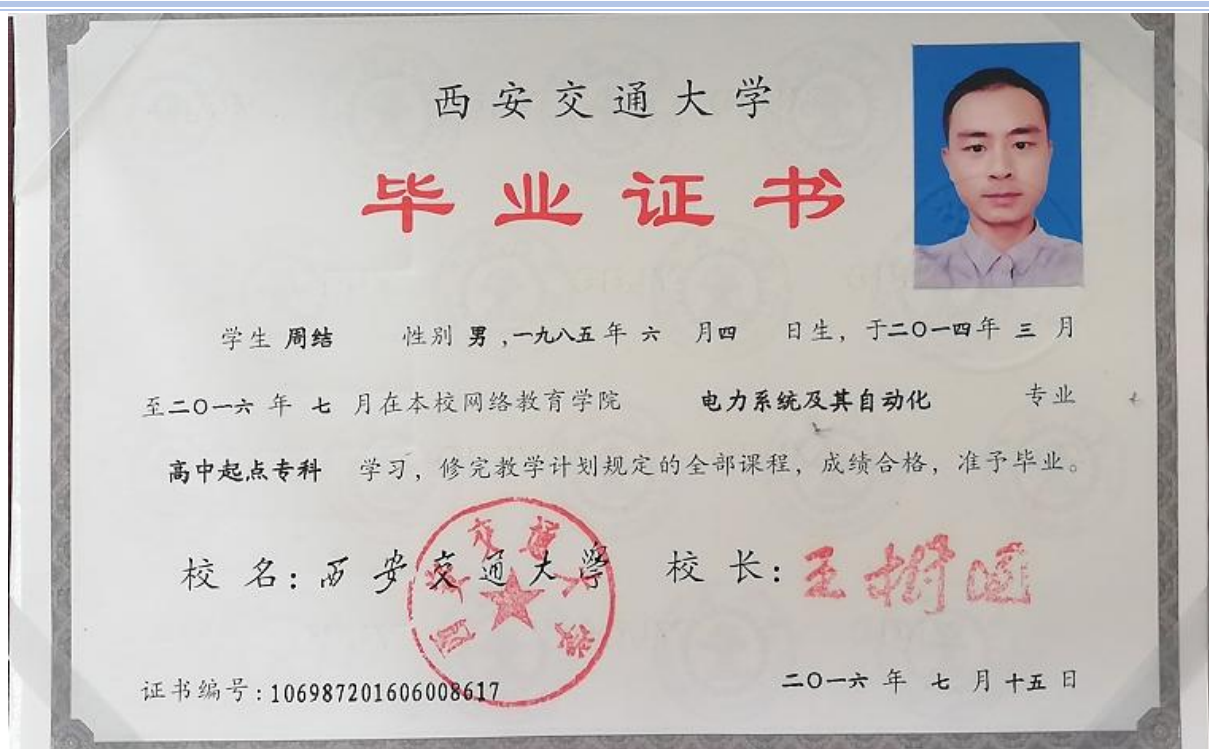 西安交通大学
毕业证书
学生 周结 性别 男,一九八五年 六 月四 日生, 于二〇一四年 三 月
至二〇一六 年 七 月在本校网络教育学院 电力系统及其自动化 专业
高中起点专科 学习, 修完教学计划规定的全部课程, 成绩合格, 准予毕业。
校 名: 西安交通大学 校 长: 王树国
西安交通大学
证书编号:106987201606008617 二〇一六 年 七 月 十五 日